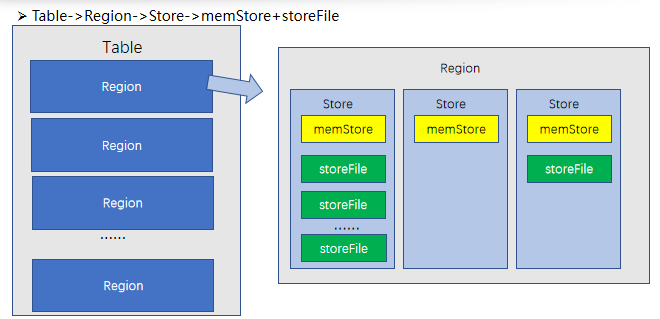 ➢ Table->Region->Store->memStore+storeFile
Table
Region
Region
Region
......
Region
Region
Store
memStore
storeFile
storeFile
......
storeFile
Store
memStore
Store
memStore
storeFile